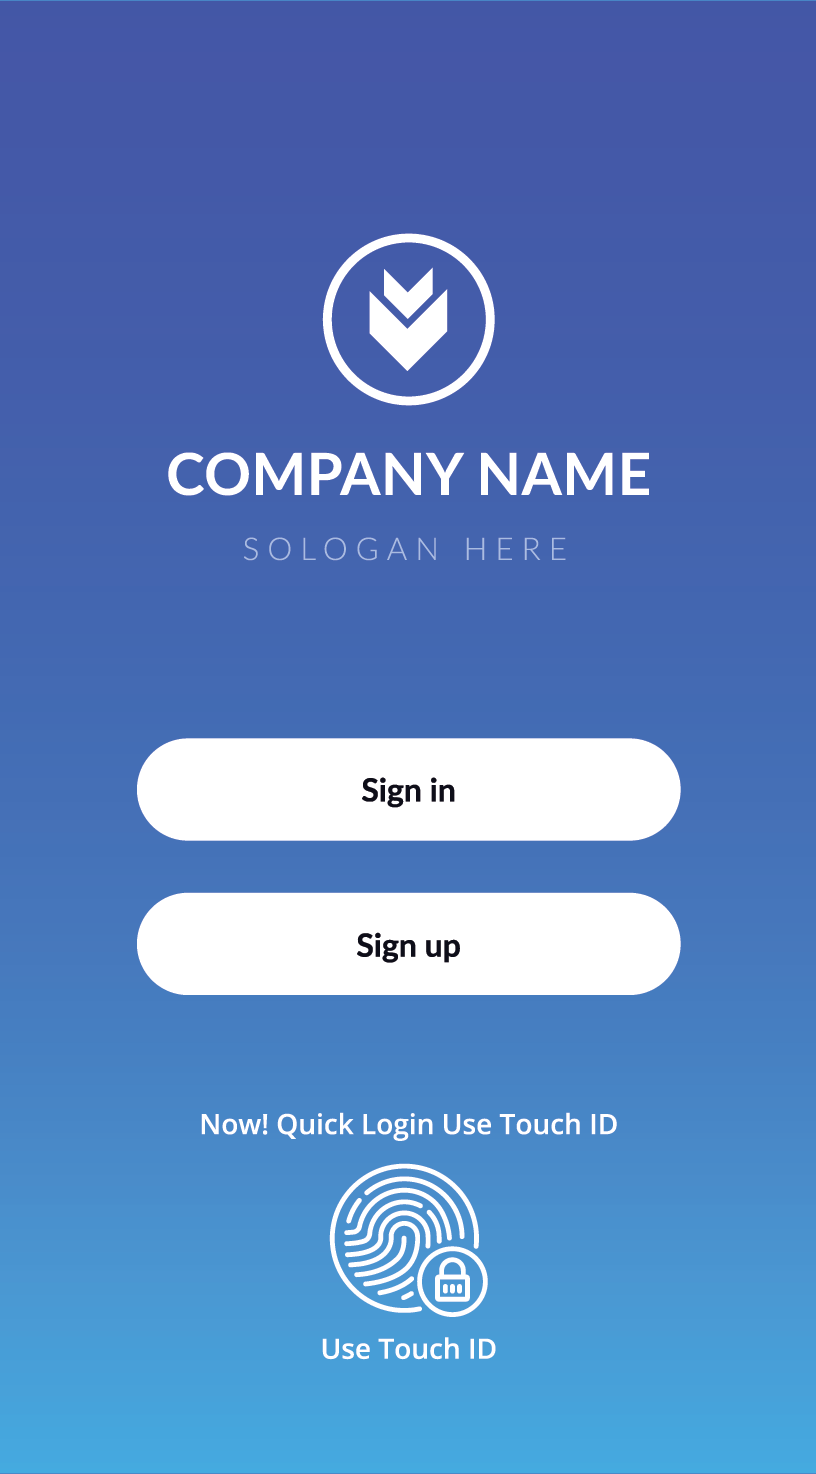 COMPANY NAME
SOLOGAN HERE
Sign in
Sign up
Now! Quick Login Use Touch ID
Use Touch ID